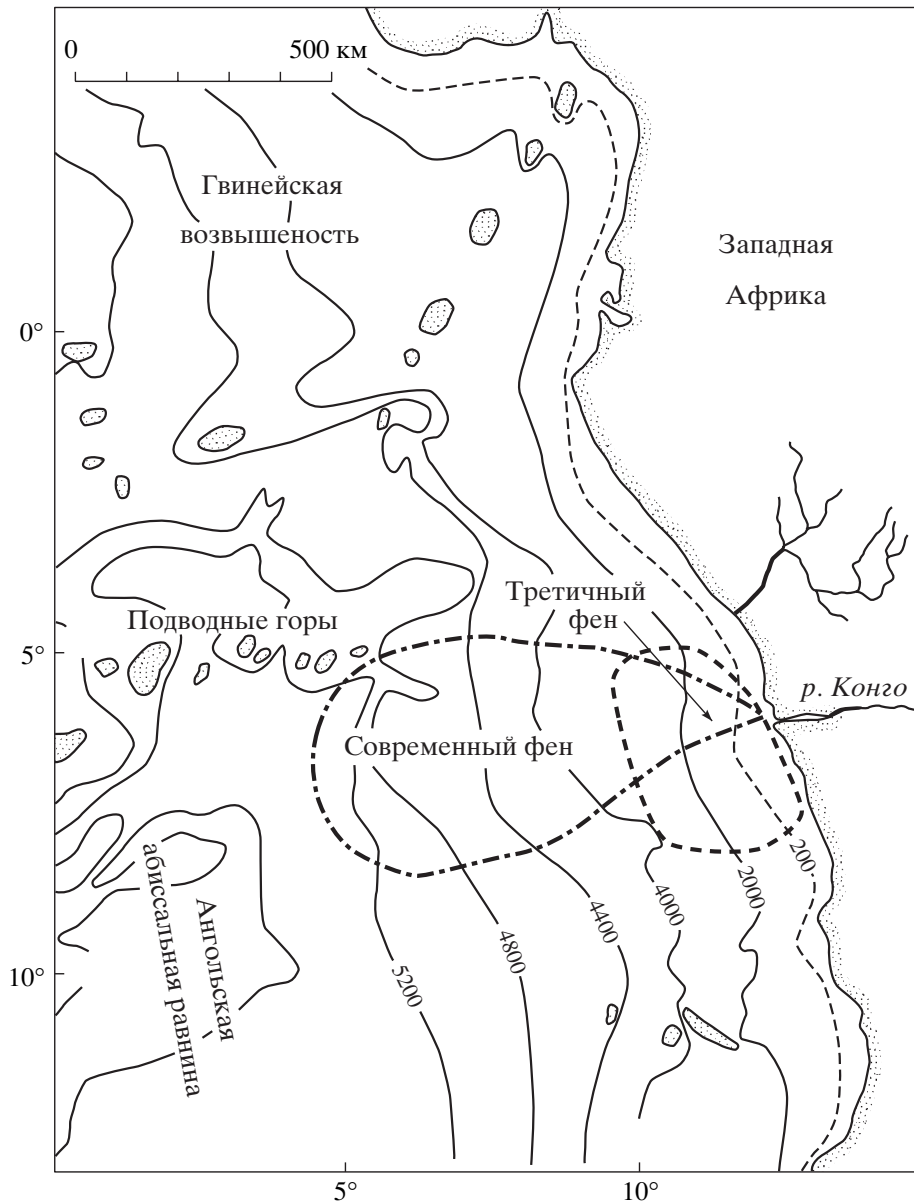 0 500 км
Гвинейская
возвышеность
Западная
Африка
0°
Третичный
фен
Подводные горы
5°
р. Конго
Современный фен
200
2000
4000
4400
4800
5200
Ангольская
абиссальная равнина
10°
5° 10°